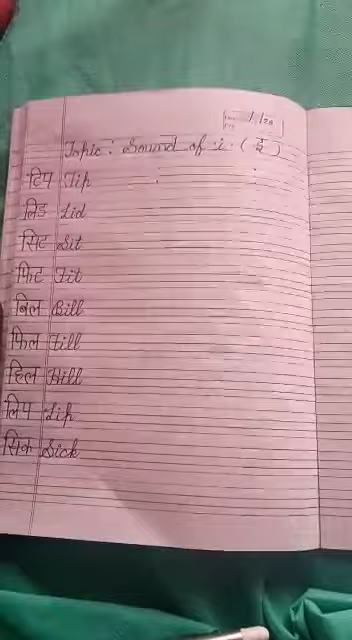 Topic : Sound of 'i' ( ई )
टिप Tip
लिड Lid
सिट Sit
फिट Fit
बिल Bill
फिल Fill
हिल Hill
लिप Lip
सिक Sick